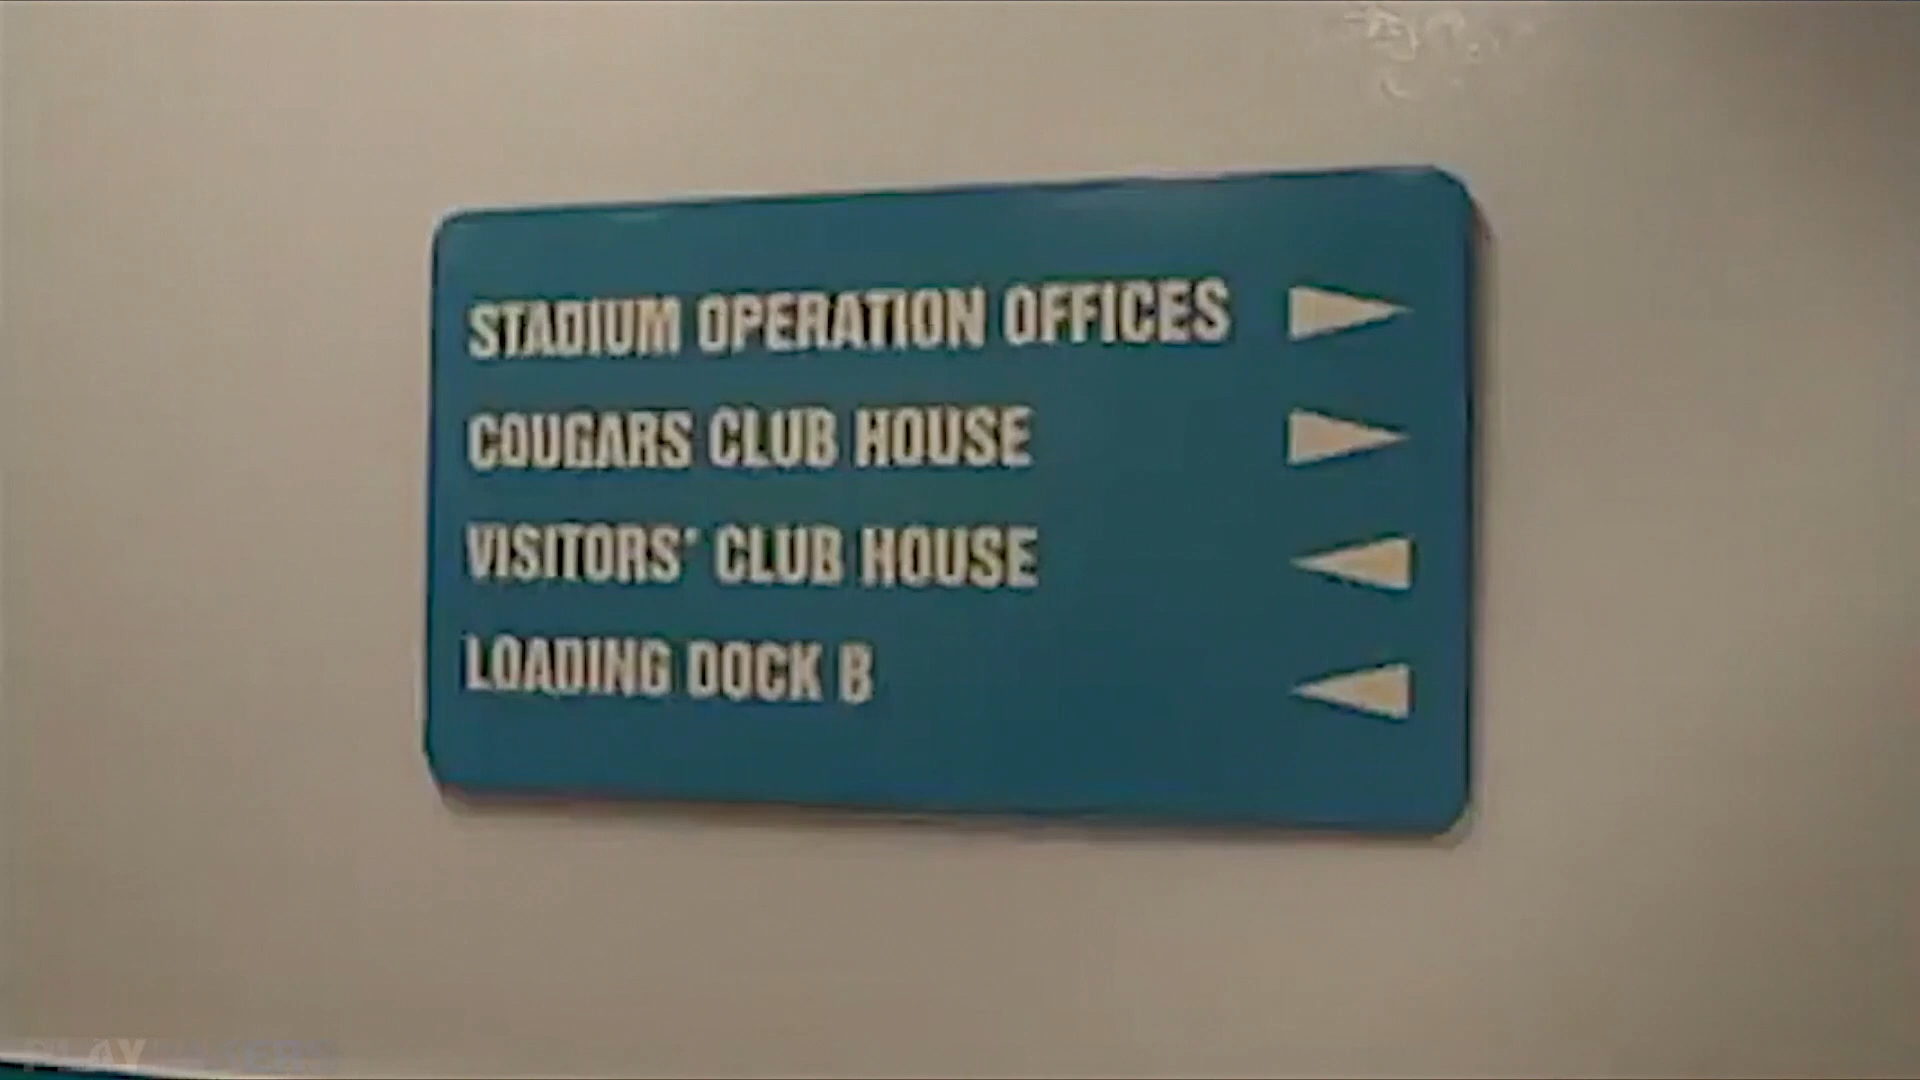 STADIUM OPERATION OFFICES
COUGARS CLUB HOUSE
VISITORS' CLUB HOUSE
LOADING DOCK B